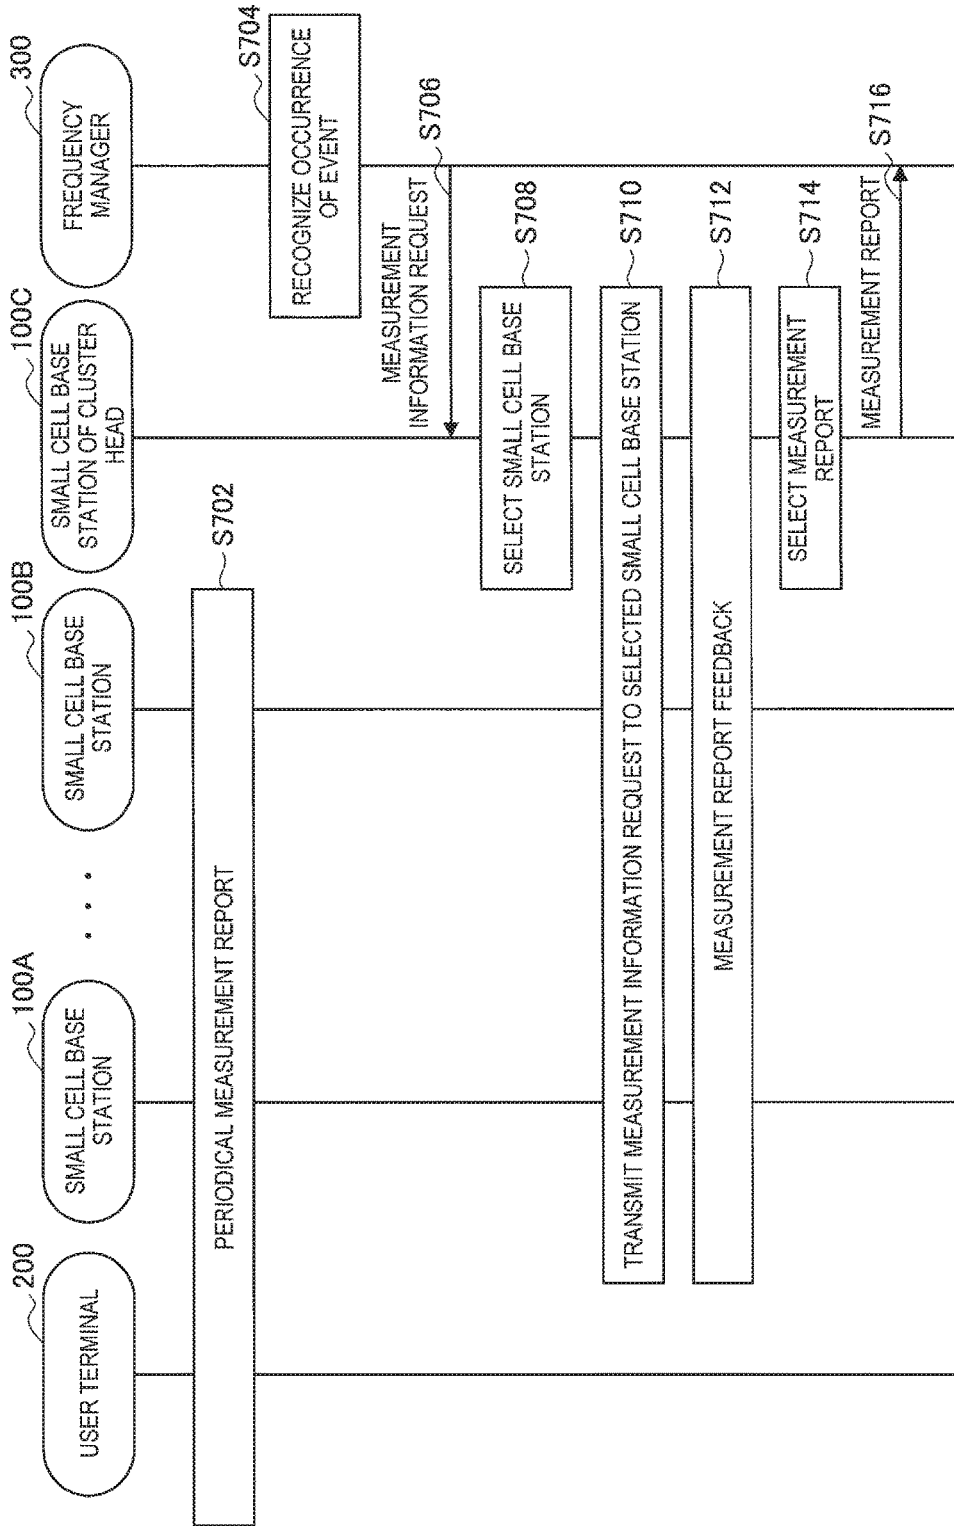 200
USER TERMINAL
100A
SMALL CELL BASE
STATION
. . .
100B
SMALL CELL BASE
STATION
100C
SMALL CELL BASE
STATION OF CLUSTER
HEAD
300
FREQUENCY
MANAGER
PERIODICAL MEASUREMENT REPORT
S702
RECOGNIZE OCCURRENCE
OF EVENT
S704
MEASUREMENT
INFORMATION REQUEST
S706
SELECT SMALL CELL BASE
STATION
S708
TRANSMIT MEASUREMENT INFORMATION REQUEST TO SELECTED SMALL CELL BASE STATION
S710
MEASUREMENT REPORT FEEDBACK
S712
SELECT MEASUREMENT
REPORT
S714
MEASUREMENT REPORT
S716